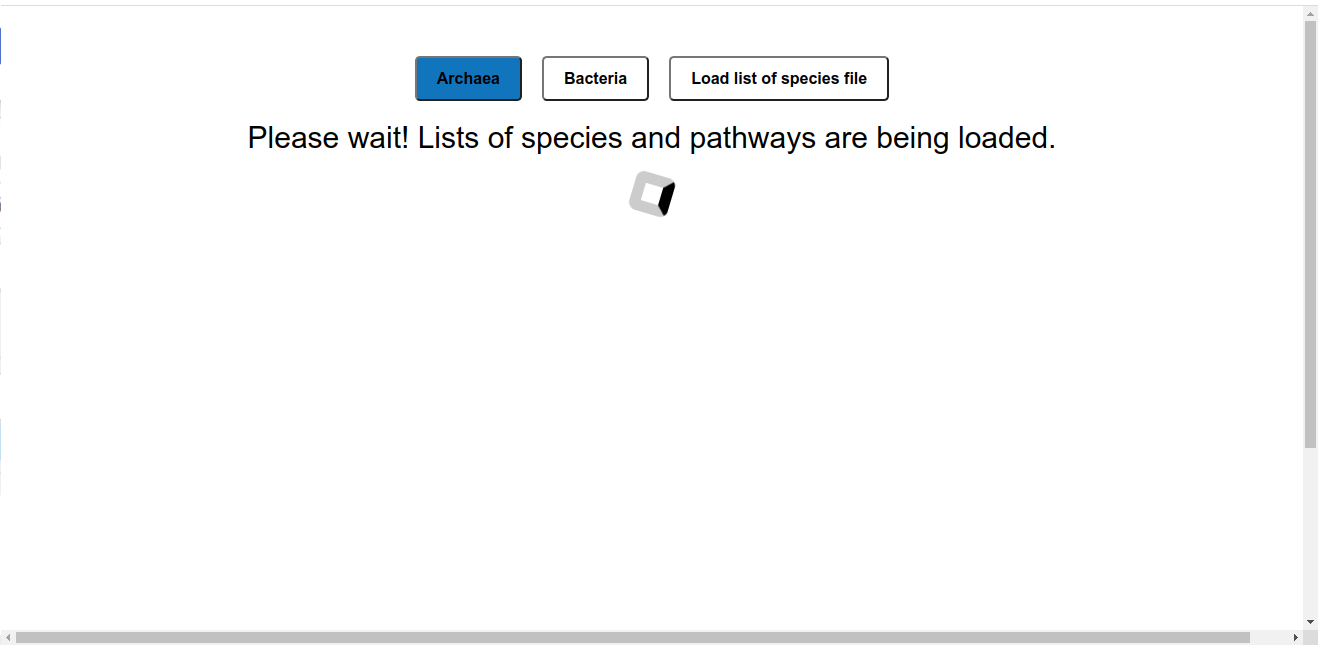 Archaea Bacteria Load list of species file
Please wait! Lists of species and pathways are being loaded.